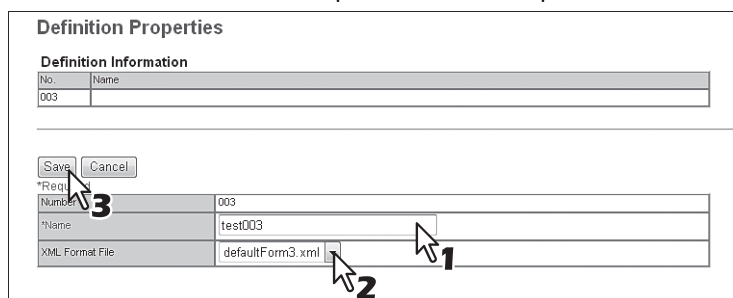 Definition Properties
Definition Information
No. Name
003
Save Cancel
*Required
Number 003
*Name test003
XML Format File defaultForm3.xml
3
1
2